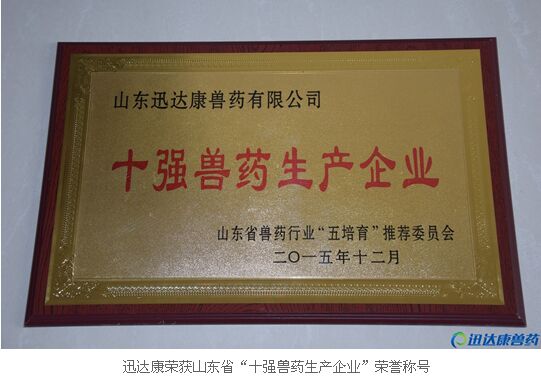 山东迅达康兽药有限公司
十强兽药生产企业
山东省兽药行业“五培育”推荐委员会
二〇一五年十二月
迅达康兽药
迅达康荣获山东省“十强兽药生产企业”荣誉称号